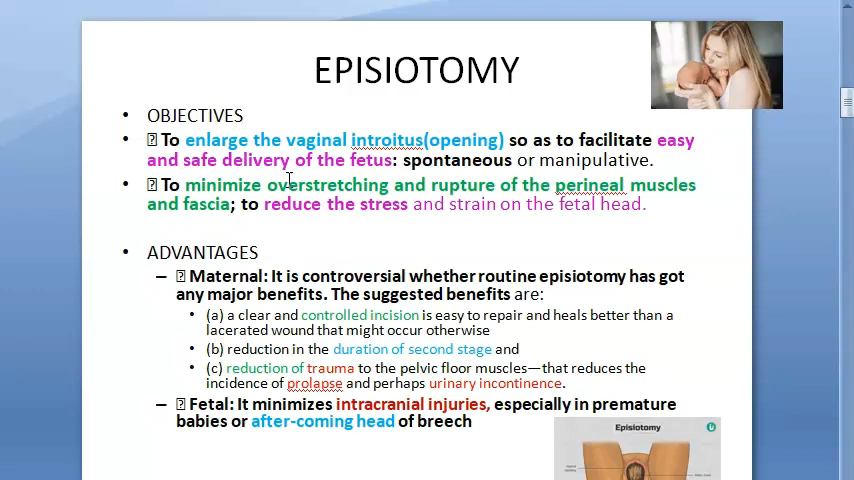 EPISIOTOMY
• OBJECTIVES
• To enlarge the vaginal introitus(opening) so as to facilitate easy
and safe delivery of the fetus: spontaneous or manipulative.
• To minimize overstretching and rupture of the perineal muscles
and fascia; to reduce the stress and strain on the fetal head.
• ADVANTAGES
– Maternal: It is controversial whether routine episiotomy has got
any major benefits. The suggested benefits are:
• (a) a clear and controlled incision is easy to repair and heals better than a
lacerated wound that might occur otherwise
• (b) reduction in the duration of second stage and
• (c) reduction of trauma to the pelvic floor muscles—that reduces the
incidence of prolapse and perhaps urinary incontinence.
– Fetal: It minimizes intracranial injuries, especially in premature
babies or after-coming head of breech
Episiotomy